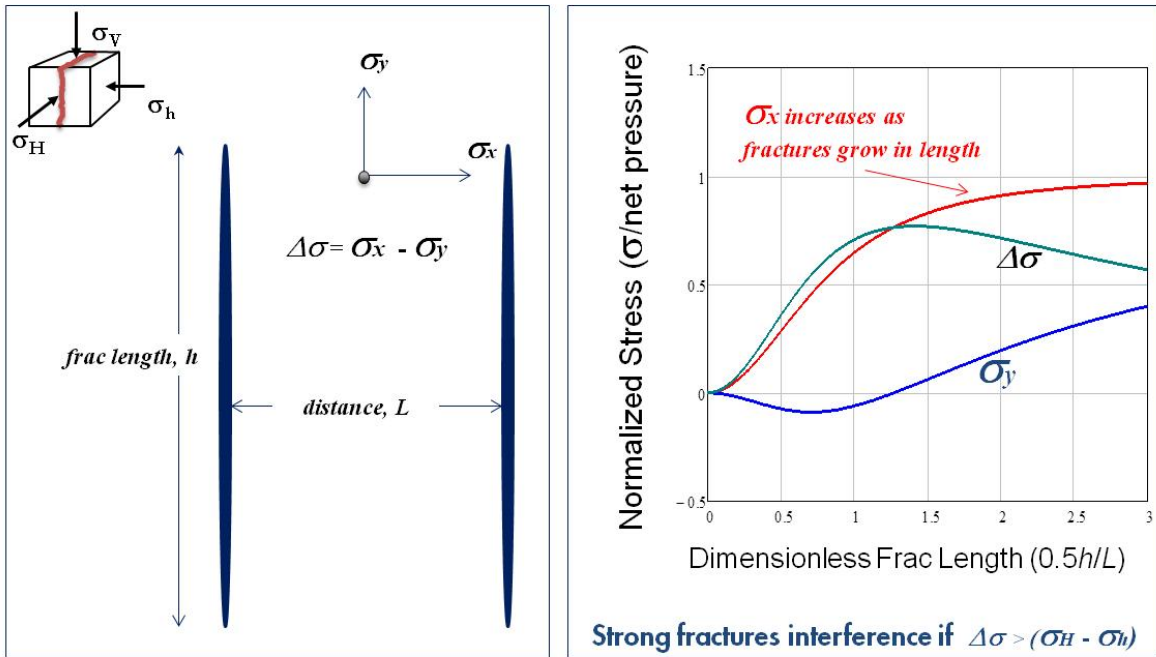 σV
σh
σH
σy
σx
Δσ = σx - σy
frac length, h
distance, L
Normalized Stress (σ/net pressure)
1.5
1
0.5
0
- 0.5
σx increases as
fractures grow in length
Δσ
σy
0 0.5 1 1.5 2 2.5 3
Dimensionless Frac Length (0.5h/L)
Strong fractures interference if Δσ > (σH - σh)